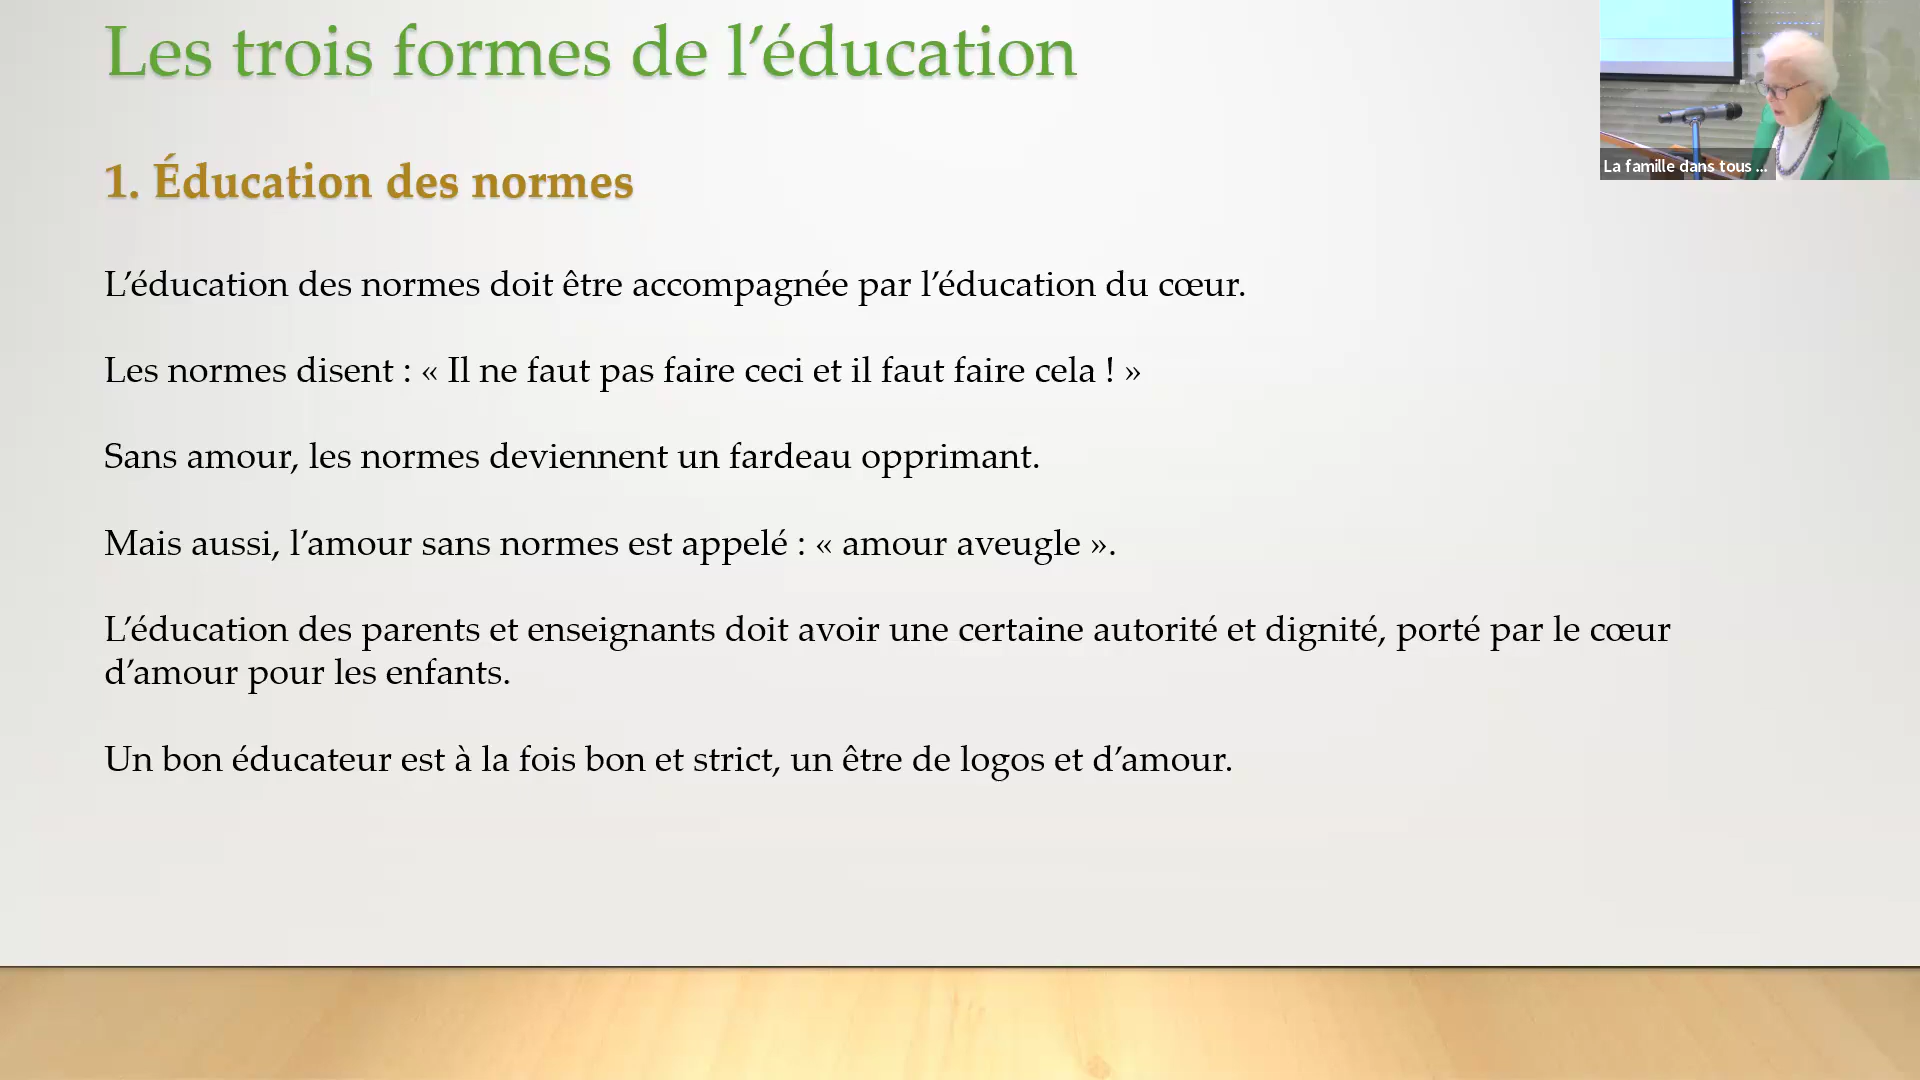 Les trois formes de l’éducation
La famille dans tous ...
1. Éducation des normes
L’éducation des normes doit être accompagnée par l’éducation du cœur.
Les normes disent : « Il ne faut pas faire ceci et il faut faire cela ! »
Sans amour, les normes deviennent un fardeau opprimant.
Mais aussi, l’amour sans normes est appelé : « amour aveugle ».
L’éducation des parents et enseignants doit avoir une certaine autorité et dignité, porté par le cœur
d’amour pour les enfants.
Un bon éducateur est à la fois bon et strict, un être de logos et d’amour.